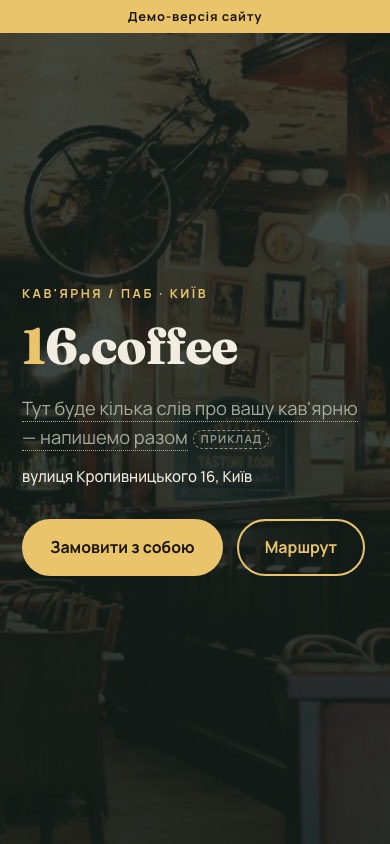 Демо-версія сайту
КАВ'ЯРНЯ / ПАБ · КИЇВ
16.coffee
Тут буде кілька слів про вашу кав'ярню
— напишемо разом ПРИКЛАД
вулиця Кропивницького 16, Київ
Замовити з собою
Маршрут